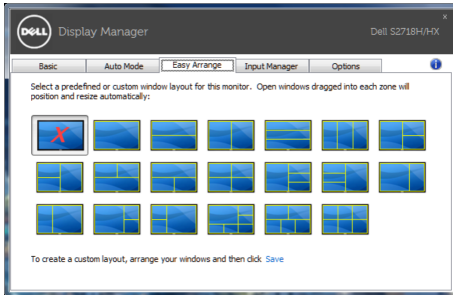 DELL Display Manager
Dell S2718H/HX
Basic Auto Mode Easy Arrange Input Manager Options
Select a predefined or custom window layout for this monitor. Open windows dragged into each zone will
position and resize automatically:
To create a custom layout, arrange your windows and then click Save